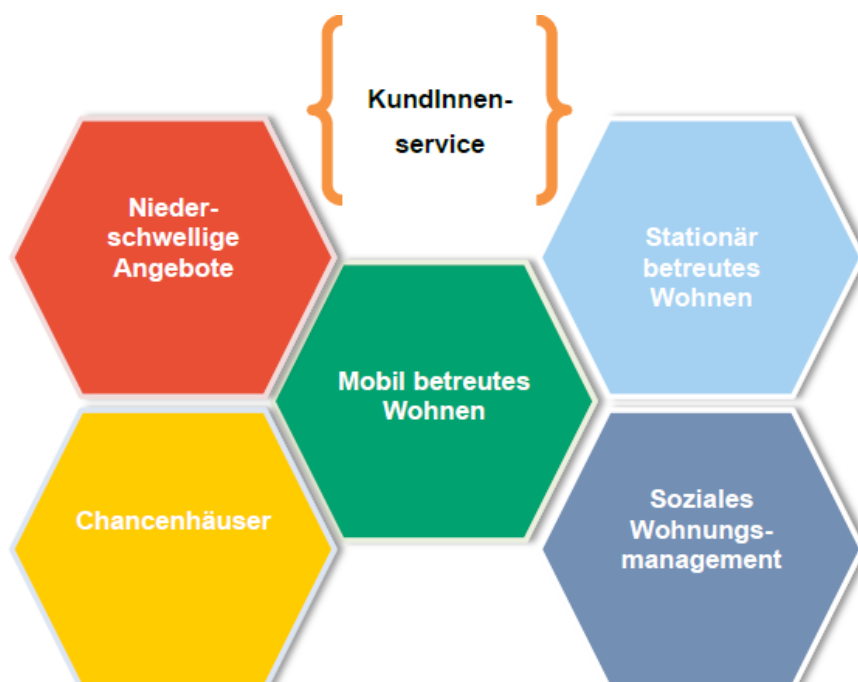 KundInnen-
service
Nieder-
schwellige
Angebote
Stationär
betreutes
Wohnen
Mobil betreutes
Wohnen
Chancenhäuser
Soziales
Wohnungs-
management